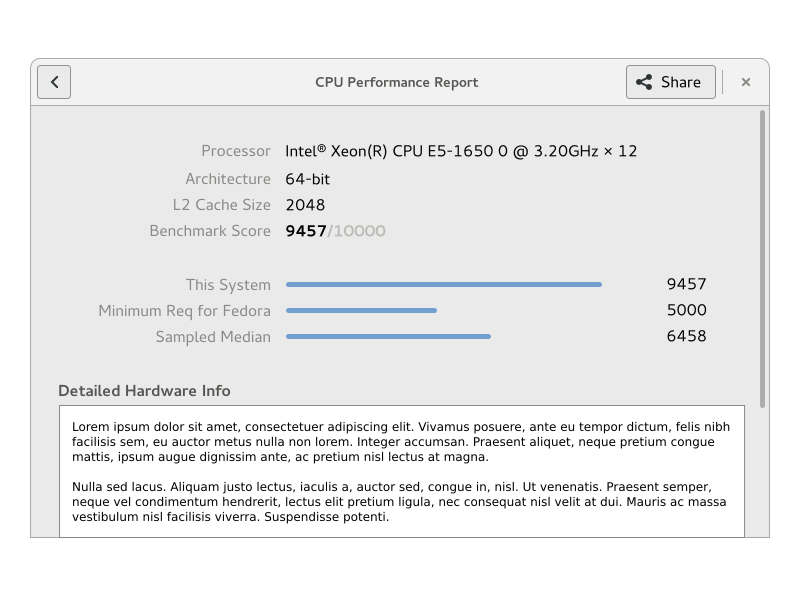 CPU Performance Report
Share
Processor Intel® Xeon(R) CPU E5-1650 0 @ 3.20GHz × 12
Architecture 64-bit
L2 Cache Size 2048
Benchmark Score 9457/10000
This System 9457
Minimum Req for Fedora 5000
Sampled Median 6458
Detailed Hardware Info
Lorem ipsum dolor sit amet, consectetuer adipiscing elit. Vivamus posuere, ante eu tempor dictum, felis nibh
facilisis sem, eu auctor metus nulla non lorem. Integer accumsan. Praesent aliquet, neque pretium congue
mattis, ipsum augue dignissim ante, ac pretium nisl lectus at magna.
Nulla sed lacus. Aliquam justo lectus, iaculis a, auctor sed, congue in, nisl. Ut venenatis. Praesent semper,
neque vel condimentum hendrerit, lectus elit pretium ligula, nec consequat nisl velit at dui. Mauris ac massa
vestibulum nisl facilisis viverra. Suspendisse potenti.